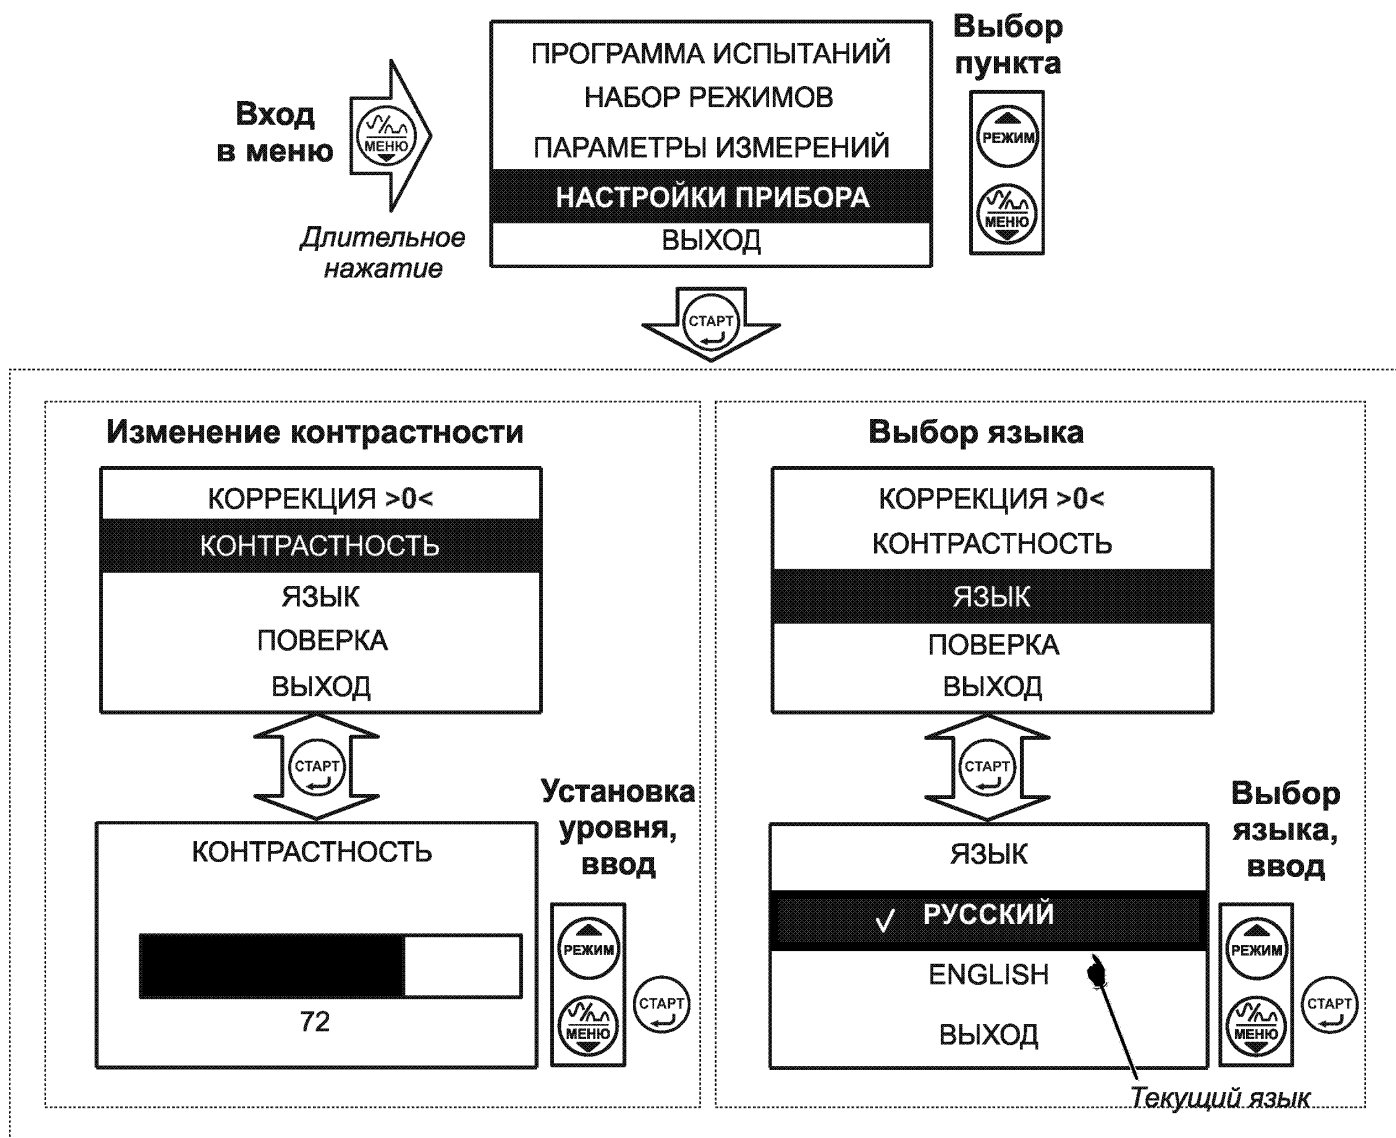 Вход
в меню
МЕНЮ
Длительное
нажатие
ПРОГРАММА ИСПЫТАНИЙ
НАБОР РЕЖИМОВ
ПАРАМЕТРЫ ИЗМЕРЕНИЙ
НАСТРОЙКИ ПРИБОРА
ВЫХОД
Выбор
пункта
РЕЖИМ
МЕНЮ
СТАРТ
Изменение контрастности
КОРРЕКЦИЯ >0<
КОНТРАСТНОСТЬ
ЯЗЫК
ПОВЕРКА
ВЫХОД
СТАРТ
КОНТРАСТНОСТЬ
72
Установка
уровня,
ввод
РЕЖИМ
МЕНЮ
СТАРТ
Выбор языка
КОРРЕКЦИЯ >0<
КОНТРАСТНОСТЬ
ЯЗЫК
ПОВЕРКА
ВЫХОД
СТАРТ
ЯЗЫК
✓ РУССКИЙ
ENGLISH
ВЫХОД
Выбор
языка,
ввод
РЕЖИМ
МЕНЮ
СТАРТ
Текущий язык